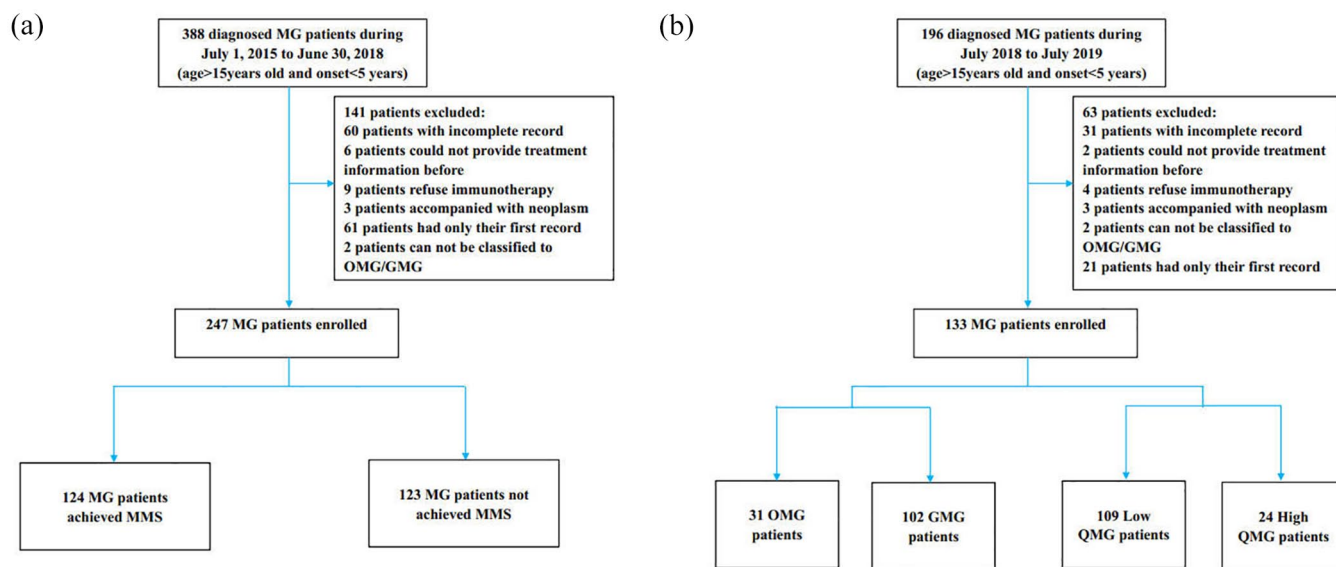 (a)
388 diagnosed MG patients during
July 1, 2015 to June 30, 2018
(age>15years old and onset<5 years)
141 patients excluded:
60 patients with incomplete record
6 patients could not provide treatment
information before
9 patients refuse immunotherapy
3 patients accompanied with neoplasm
61 patients had only their first record
2 patients can not be classified to
OMG/GMG
247 MG patients enrolled
124 MG patients
achieved MMS
123 MG patients not
achieved MMS
(b)
196 diagnosed MG patients during
July 2018 to July 2019
(age>15years old and onset<5 years)
63 patients excluded:
31 patients with incomplete record
2 patients could not provide treatment
information before
4 patients refuse immunotherapy
3 patients accompanied with neoplasm
2 patients can not be classified to
OMG/GMG
21 patients had only their first record
133 MG patients enrolled
31 OMG
patients
102 GMG
patients
109 Low
QMG patients
24 High
QMG patients